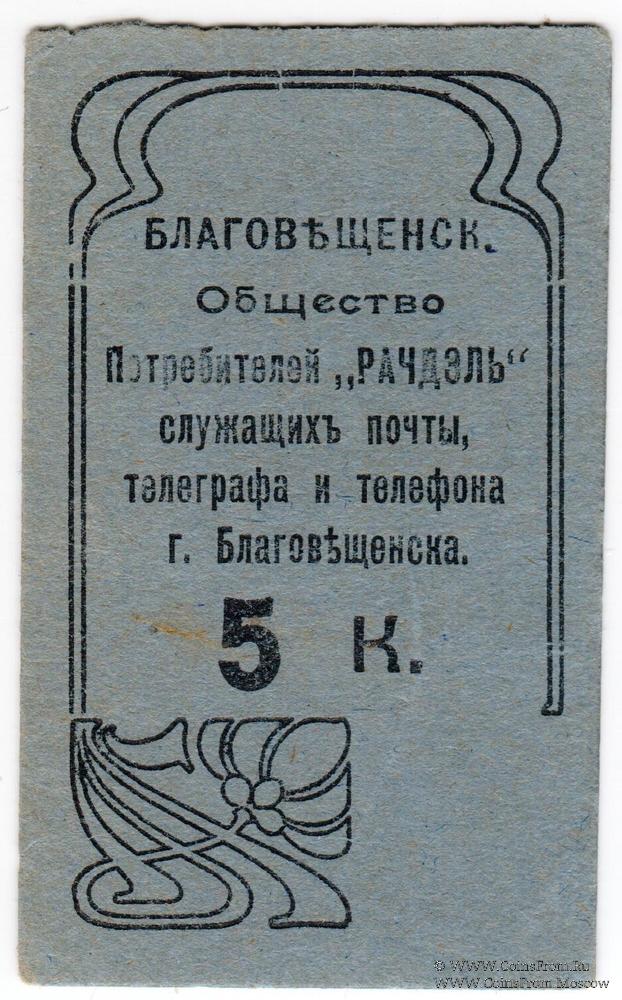 БЛАГОВѢЩЕНСК.
Общество
Потребителей „РАЧДЭЛЬ“
служащихъ почты,
телеграфа и телефона
г. Благовѣщенска.
5 К.
© WWW.CoinsFrom.Ru
WWW.CoinsFrom.Moscow